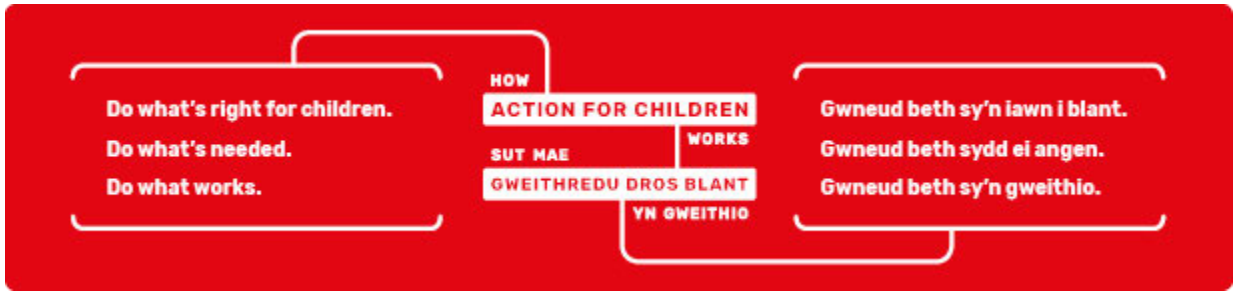 Do what's right for children.
Do what's needed.
Do what works.
HOW
ACTION FOR CHILDREN
WORKS
SUT MAE
GWEITHREDU DROS BLANT
YN GWEITHIO
Gwneud beth sy'n iawn i blant.
Gwneud beth sydd ei angen.
Gwneud beth sy'n gweithio.